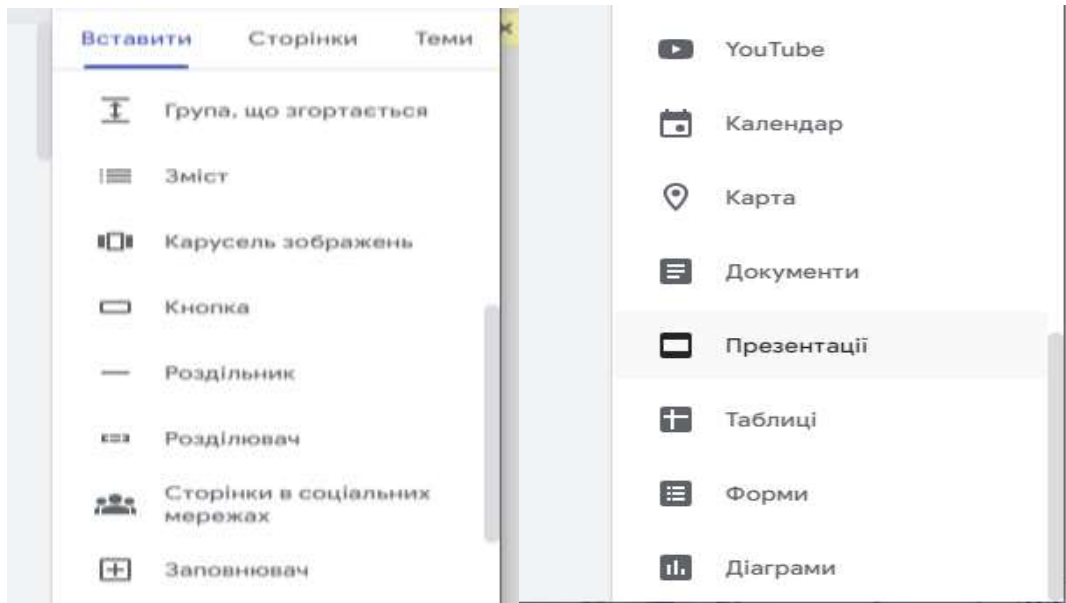 Вставити Сторінки Теми
Група, що згортається
Зміст
Карусель зображень
Кнопка
Роздільник
Розділювач
Сторінки в соціальних
мережах
Заповнювач
YouTube
Календар
Карта
Документи
Презентації
Таблиці
Форми
Діаграми